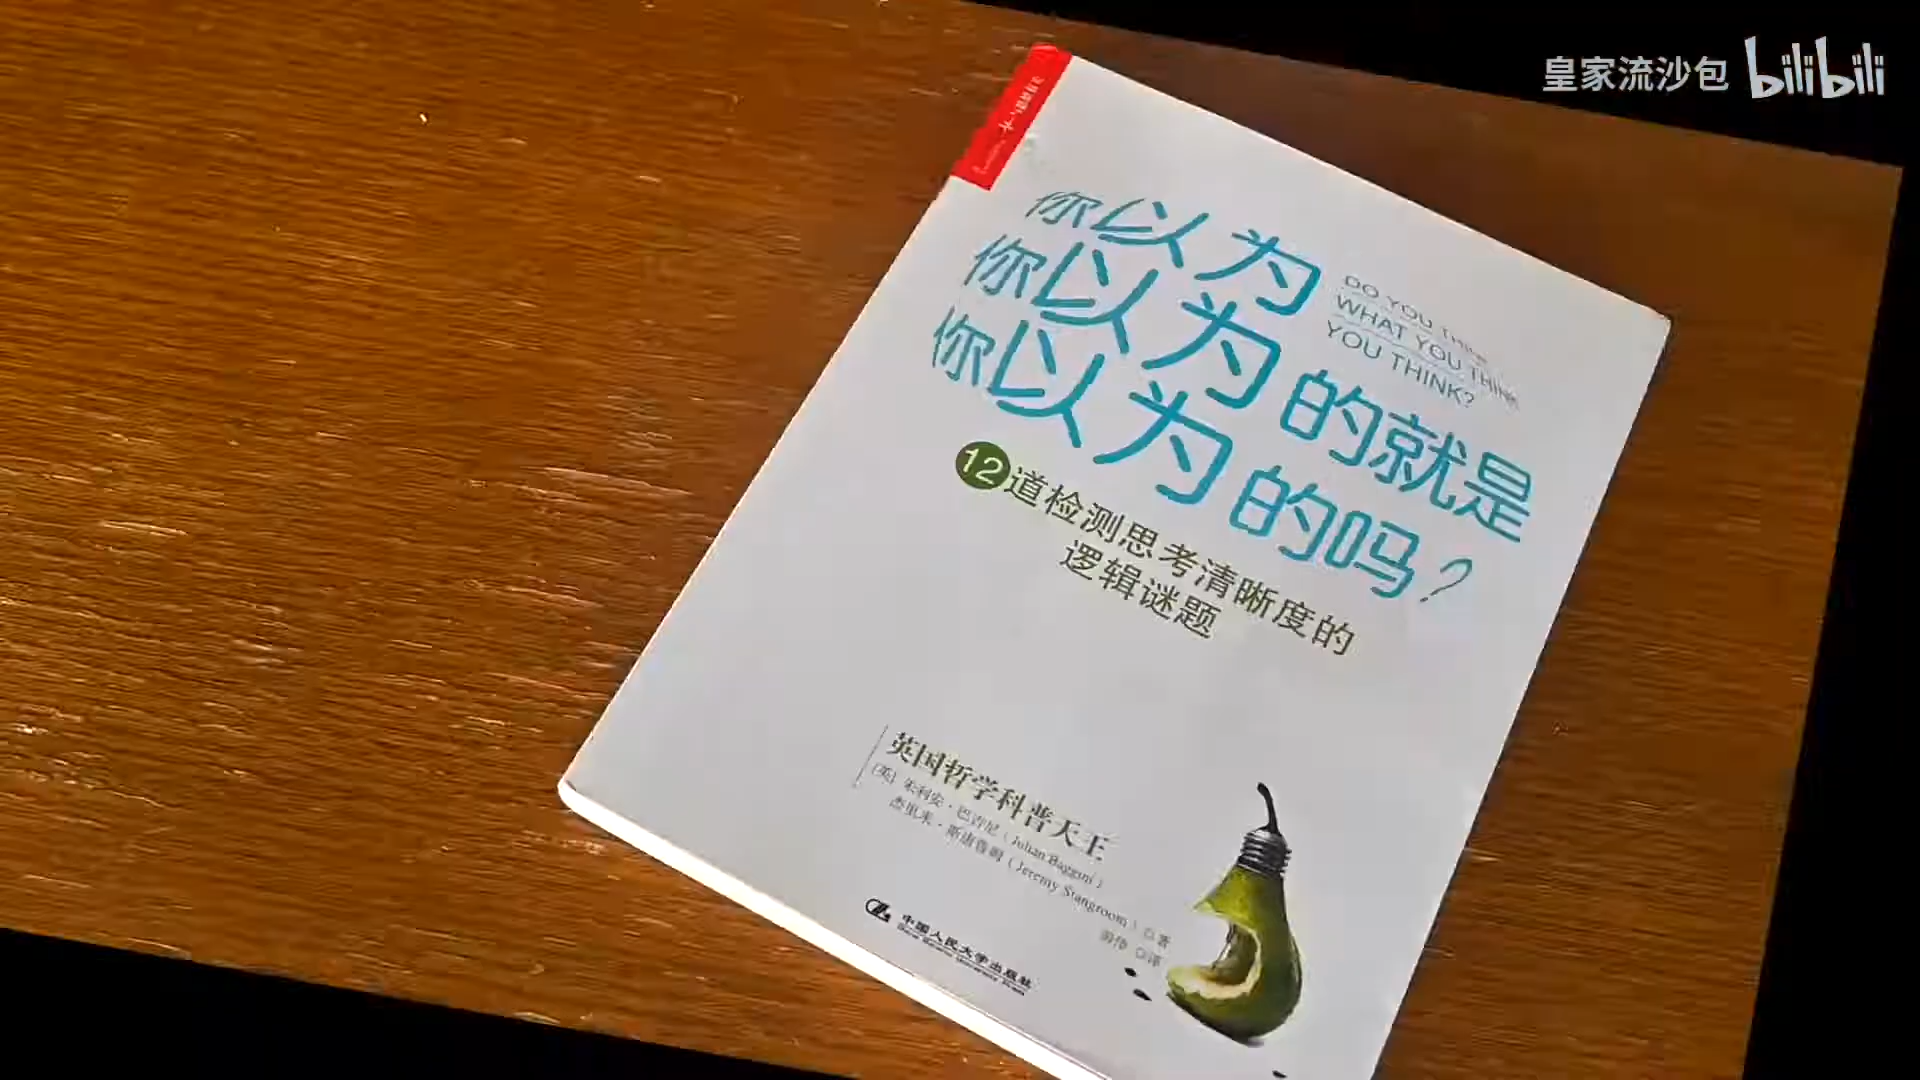 皇家流沙包 bilibili
你以为
你以为的就是
你以为的吗?
DO YOU THINK
WHAT YOU THINK
YOU THINK?
12道检测思考清晰度的
逻辑谜题
英国哲学科普天王
(英) 朱利安·巴吉尼 (Julian Baggini)
杰里米·斯唐鲁姆 (Jeremy Stangroom) ◎著
◎译
中国人民大学出版社